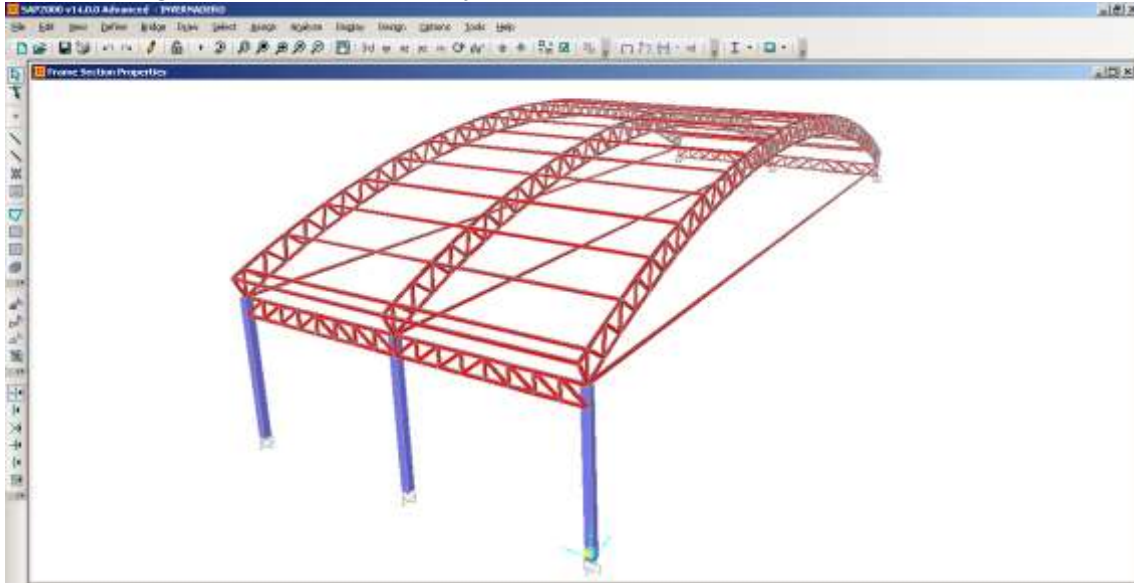 SAP2000 v14.0.0 Advanced - INVERNADERO
File Edit View Define Bridge Draw Select Assign Analyze Display Design Options Tools Help
Frame Section Properties